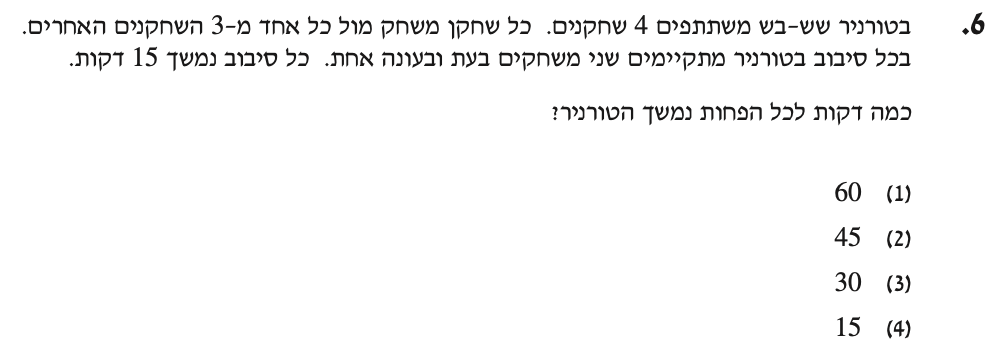 6. בטורניר שש-בש משתתפים 4 שחקנים. כל שחקן משחק מול כל אחד מ-3 השחקנים האחרים.
בכל סיבוב בטורניר מתקיימים שני משחקים בעת ובעונה אחת. כל סיבוב נמשך 15 דקות.
כמה דקות לכל הפחות נמשך הטורניר?
(1) 60
(2) 45
(3) 30
(4) 15